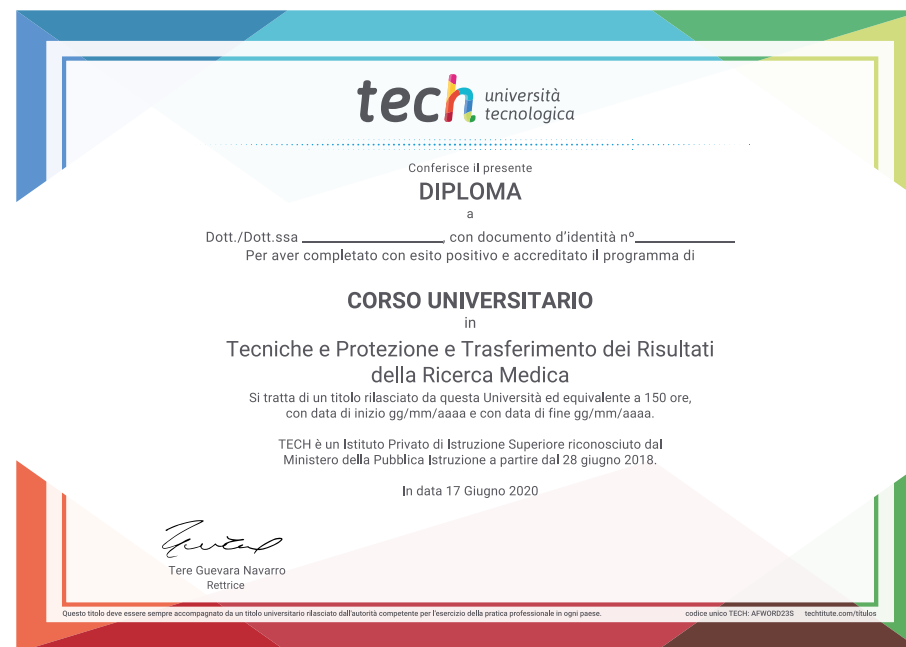 tech università
tecnologica
Conferisce il presente
DIPLOMA
a
Dott./Dott.ssa ____________________, con documento d'identità nº______________
Per aver completato con esito positivo e accreditato il programma di
CORSO UNIVERSITARIO
in
Tecniche e Protezione e Trasferimento dei Risultati
della Ricerca Medica
Si tratta di un titolo rilasciato da questa Università ed equivalente a 150 ore,
con data di inizio gg/mm/aaaa e con data di fine gg/mm/aaaa.
TECH è un Istituto Privato di Istruzione Superiore riconosciuto dal
Ministero della Pubblica Istruzione a partire dal 28 giugno 2018.
In data 17 Giugno 2020
Tere Guevara Navarro
Rettrice
Questo titolo deve essere sempre accompagnato da un titolo universitario rilasciato dall'autorità competente per l'esercizio della pratica professionale in ogni paese. codice unico TECH: AFWORD23S techtitute.com/titulos